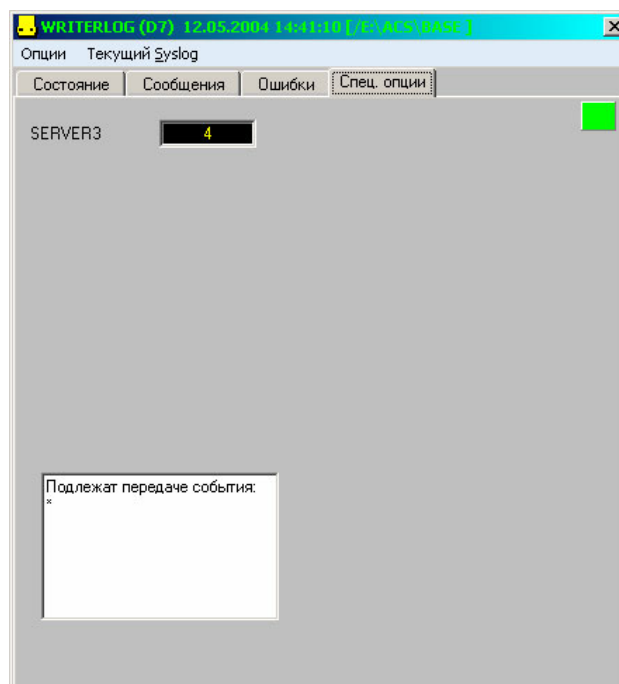 WRITERLOG (D7) 12.05.2004 14:41:10 [/E:\ACS\BASE ]
Опции Текущий Syslog
Состояние Сообщения Ошибки Спец. опции
SERVER3 4
Подлежат передаче события:
*